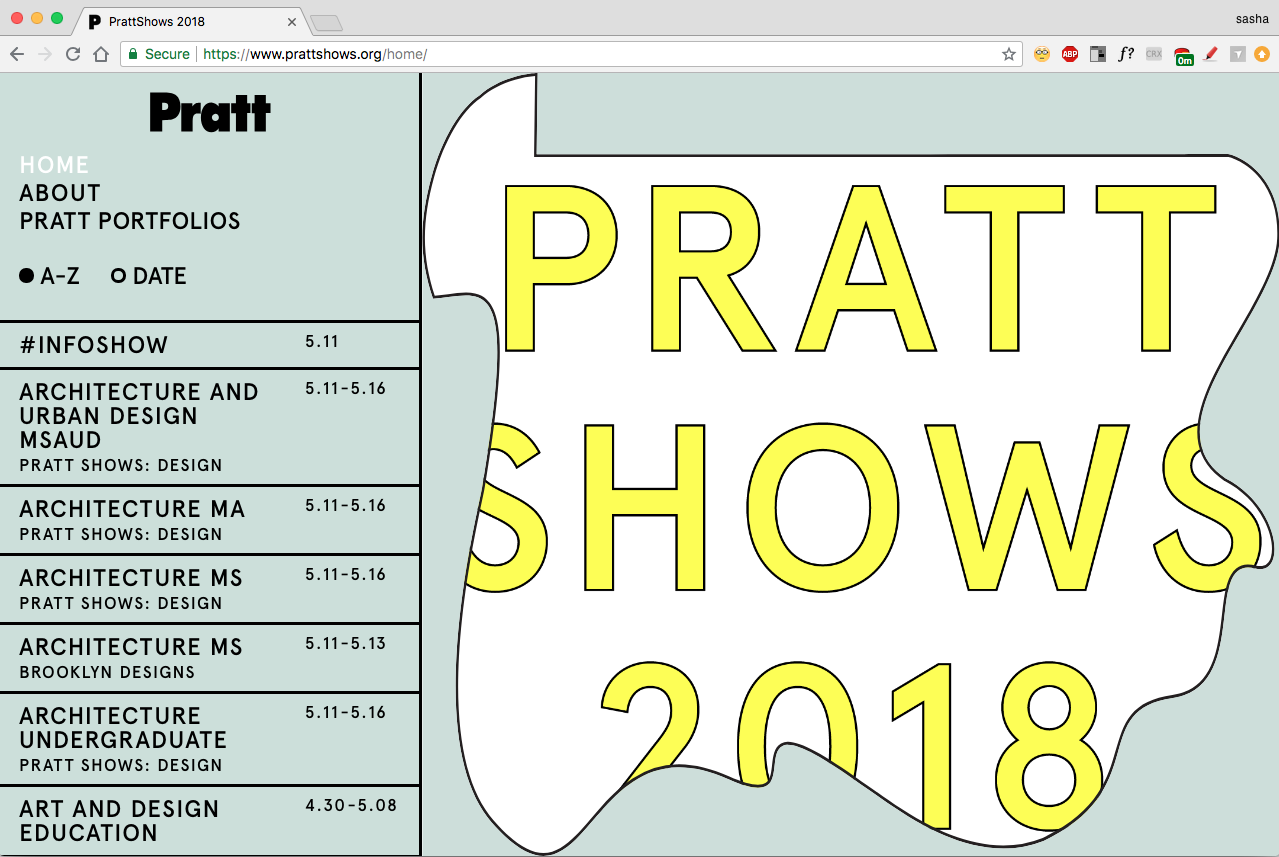 PrattShows 2018
sasha
Secure
https://www.prattshows.org/home/
ABP
f?
CRX
0m
Pratt
HOME
ABOUT
PRATT PORTFOLIOS
A-Z DATE
#INFOSHOW 5.11
ARCHITECTURE AND 5.11-5.16
URBAN DESIGN
MSAUD
PRATT SHOWS: DESIGN
ARCHITECTURE MA 5.11-5.16
PRATT SHOWS: DESIGN
ARCHITECTURE MS 5.11-5.16
PRATT SHOWS: DESIGN
ARCHITECTURE MS 5.11-5.13
BROOKLYN DESIGNS
ARCHITECTURE 5.11-5.16
UNDERGRADUATE
PRATT SHOWS: DESIGN
ART AND DESIGN 4.30-5.08
EDUCATION
PRATT
SHOWS
2018